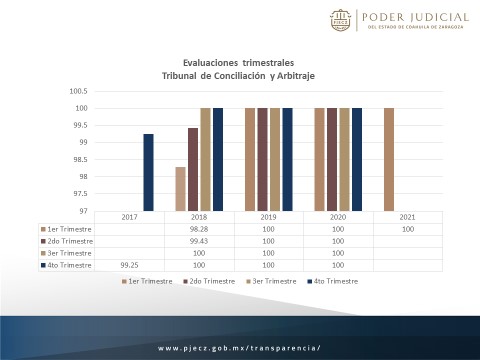 PJECZ
PODER JUDICIAL
DEL ESTADO DE COAHUILA DE ZARAGOZA
Evaluaciones trimestrales
Tribunal de Conciliación y Arbitraje
100.5
100
99.5
99
98.5
98
97.5
97
2017 2018 2019 2020 2021
1er Trimestre 98.28 100 100 100
2do Trimestre 99.43 100 100
3er Trimestre 100 100 100
4to Trimestre 99.25 100 100 100
1er Trimestre 2do Trimestre 3er Trimestre 4to Trimestre
www.pjecz.gob.mx/transparencia/